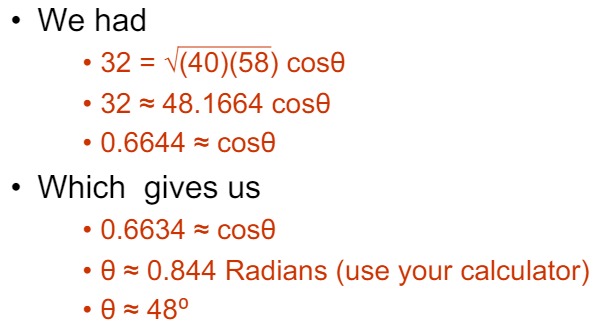 • We had
• 32 = √(40)(58) cosθ
• 32 ≈ 48.1664 cosθ
• 0.6644 ≈ cosθ
• Which gives us
• 0.6634 ≈ cosθ
• θ ≈ 0.844 Radians (use your calculator)
• θ ≈ 48º